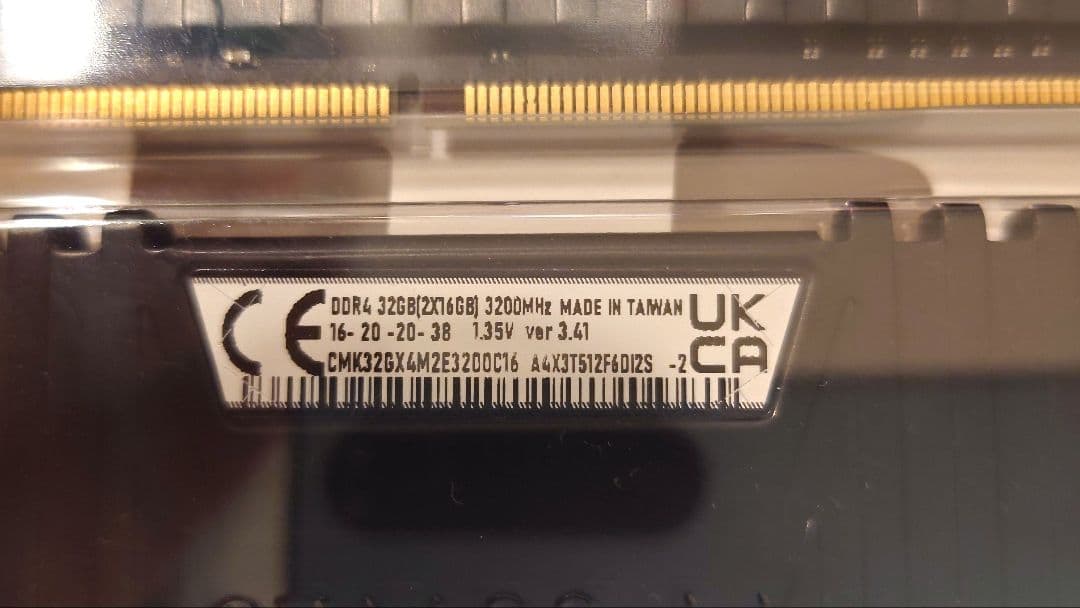 CE DDR4 32GB(2X16GB) 3200MHz MADE IN TAIWAN UK
16- 20 -20- 38 1.35V ver 3.41 CA
CMK32GX4M2E3200C16 A4X3T512F6DI2S -2